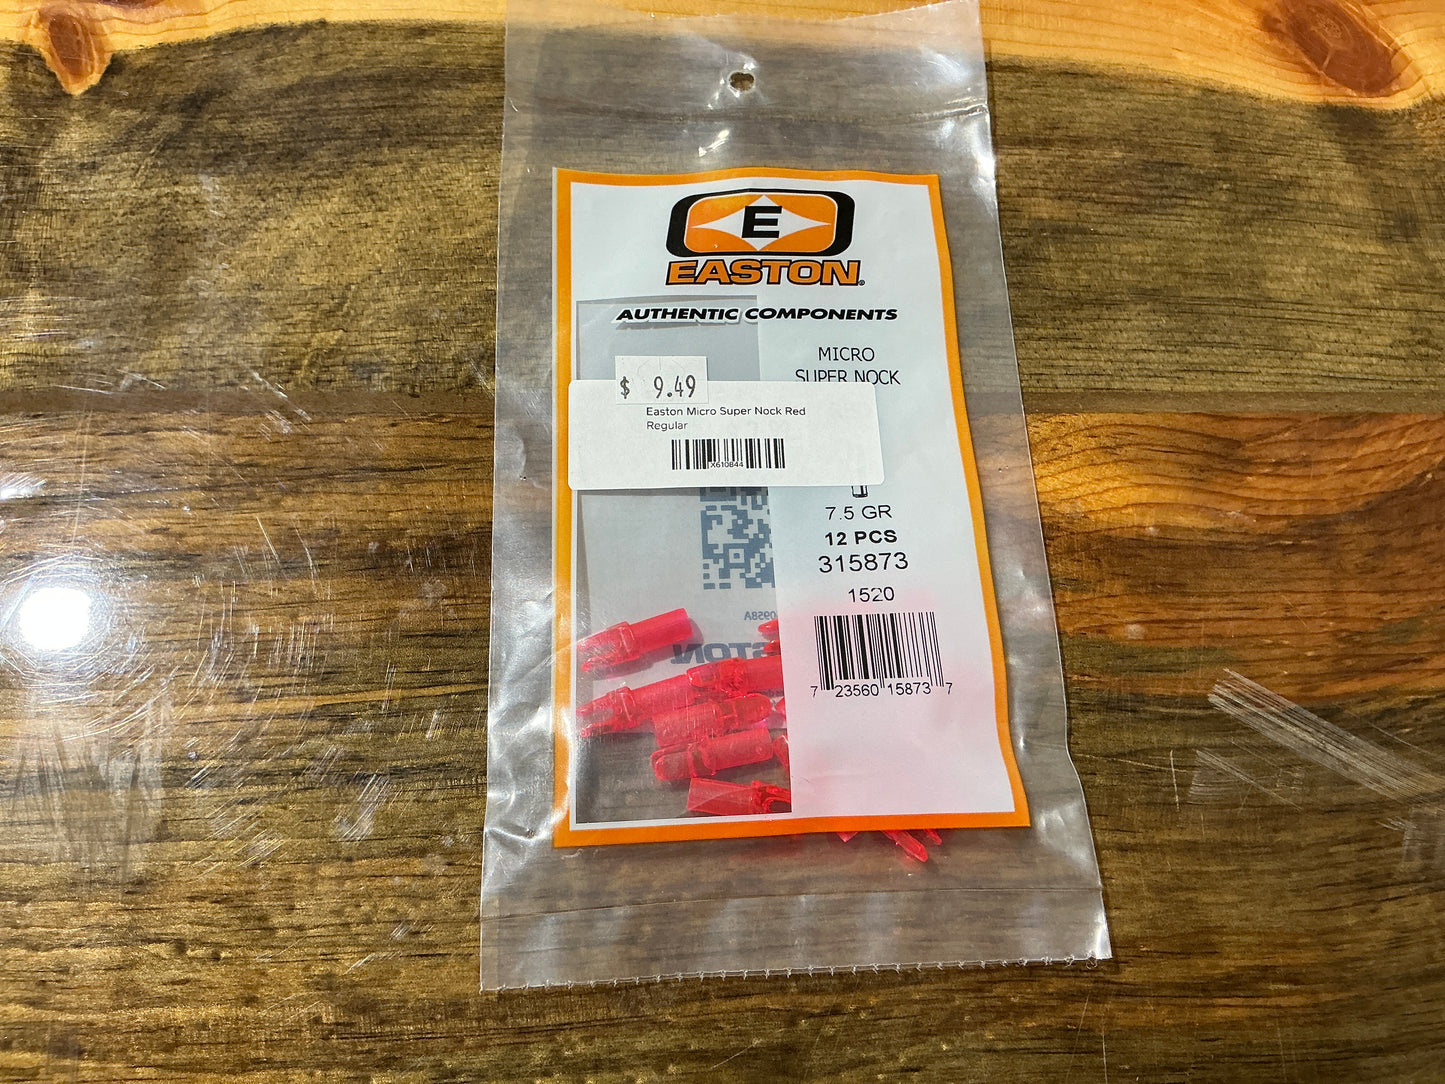 E
EASTON®
AUTHENTIC COMPONENTS
MICRO
SUPER NOCK
$ 9.49
Easton Micro Super Nock Red
Regular
X610844
7.5 GR
12 PCS
315873
1520
7 23560 15873 7